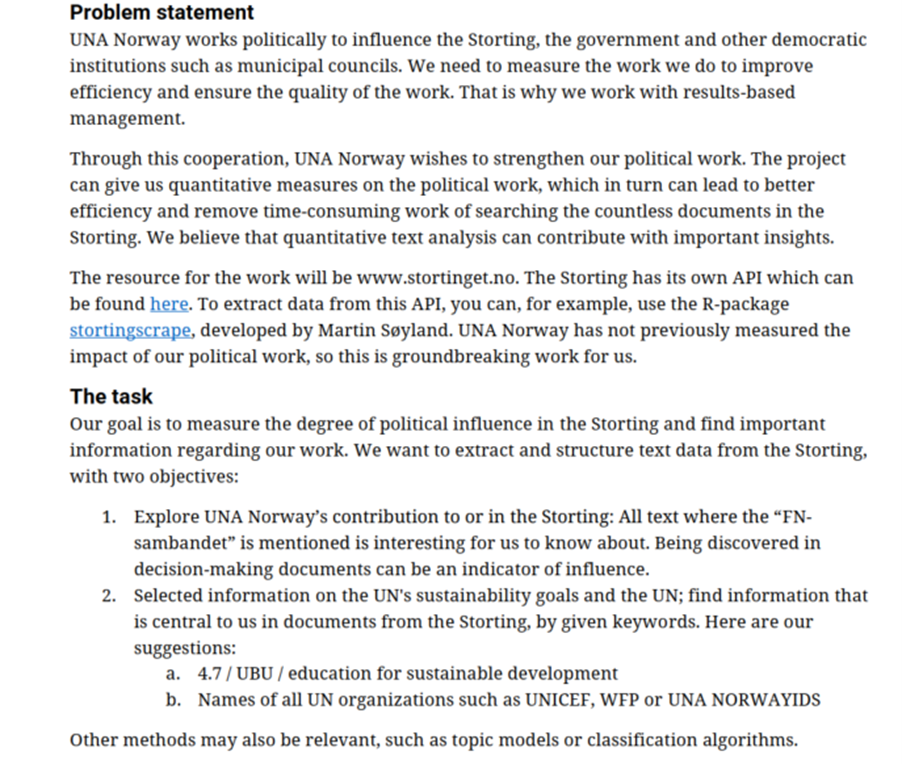 Problem statement
UNA Norway works politically to influence the Storting, the government and other democratic
institutions such as municipal councils. We need to measure the work we do to improve
efficiency and ensure the quality of the work. That is why we work with results-based
management.
Through this cooperation, UNA Norway wishes to strengthen our political work. The project
can give us quantitative measures on the political work, which in turn can lead to better
efficiency and remove time-consuming work of searching the countless documents in the
Storting. We believe that quantitative text analysis can contribute with important insights.
The resource for the work will be www.stortinget.no. The Storting has its own API which can
be found here. To extract data from this API, you can, for example, use the R-package
stortingscrape, developed by Martin Søyland. UNA Norway has not previously measured the
impact of our political work, so this is groundbreaking work for us.
The task
Our goal is to measure the degree of political influence in the Storting and find important
information regarding our work. We want to extract and structure text data from the Storting,
with two objectives:
1. Explore UNA Norway's contribution to or in the Storting: All text where the “FN-
sambandet” is mentioned is interesting for us to know about. Being discovered in
decision-making documents can be an indicator of influence.
2. Selected information on the UN's sustainability goals and the UN; find information that
is central to us in documents from the Storting, by given keywords. Here are our
suggestions:
a. 4.7 / UBU / education for sustainable development
b. Names of all UN organizations such as UNICEF, WFP or UNA NORWAYIDS
Other methods may also be relevant, such as topic models or classification algorithms.